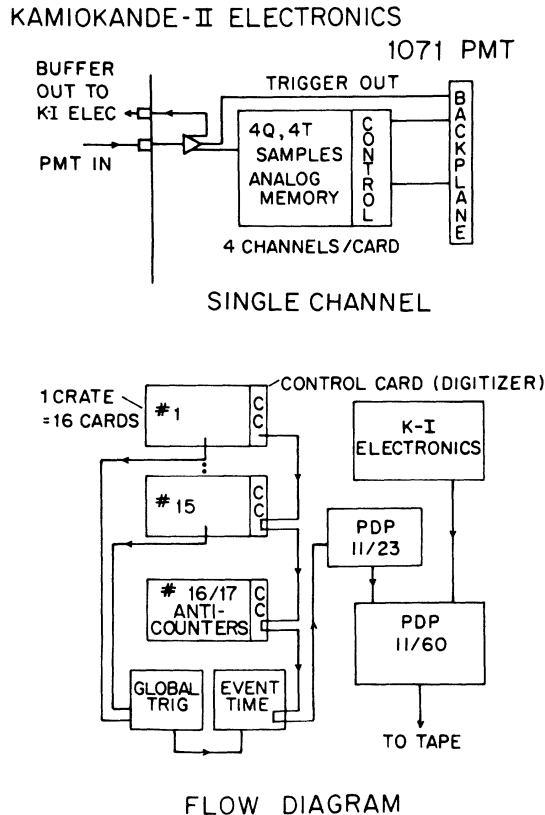 KAMIOKANDE-II ELECTRONICS
1071 PMT
BUFFER
OUT TO
K-I ELEC
PMT IN
TRIGGER OUT
4Q, 4T
SAMPLES
ANALOG
MEMORY
CONTROL
BACKPLANE
4 CHANNELS/CARD
SINGLE CHANNEL
1 CRATE
=16 CARDS
#1
CC
CONTROL CARD (DIGITIZER)
K-I
ELECTRONICS
#15
CC
PDP
11/23
# 16/17
ANTI-
COUNTERS
CC
PDP
11/60
GLOBAL
TRIG
EVENT
TIME
TO TAPE
FLOW DIAGRAM